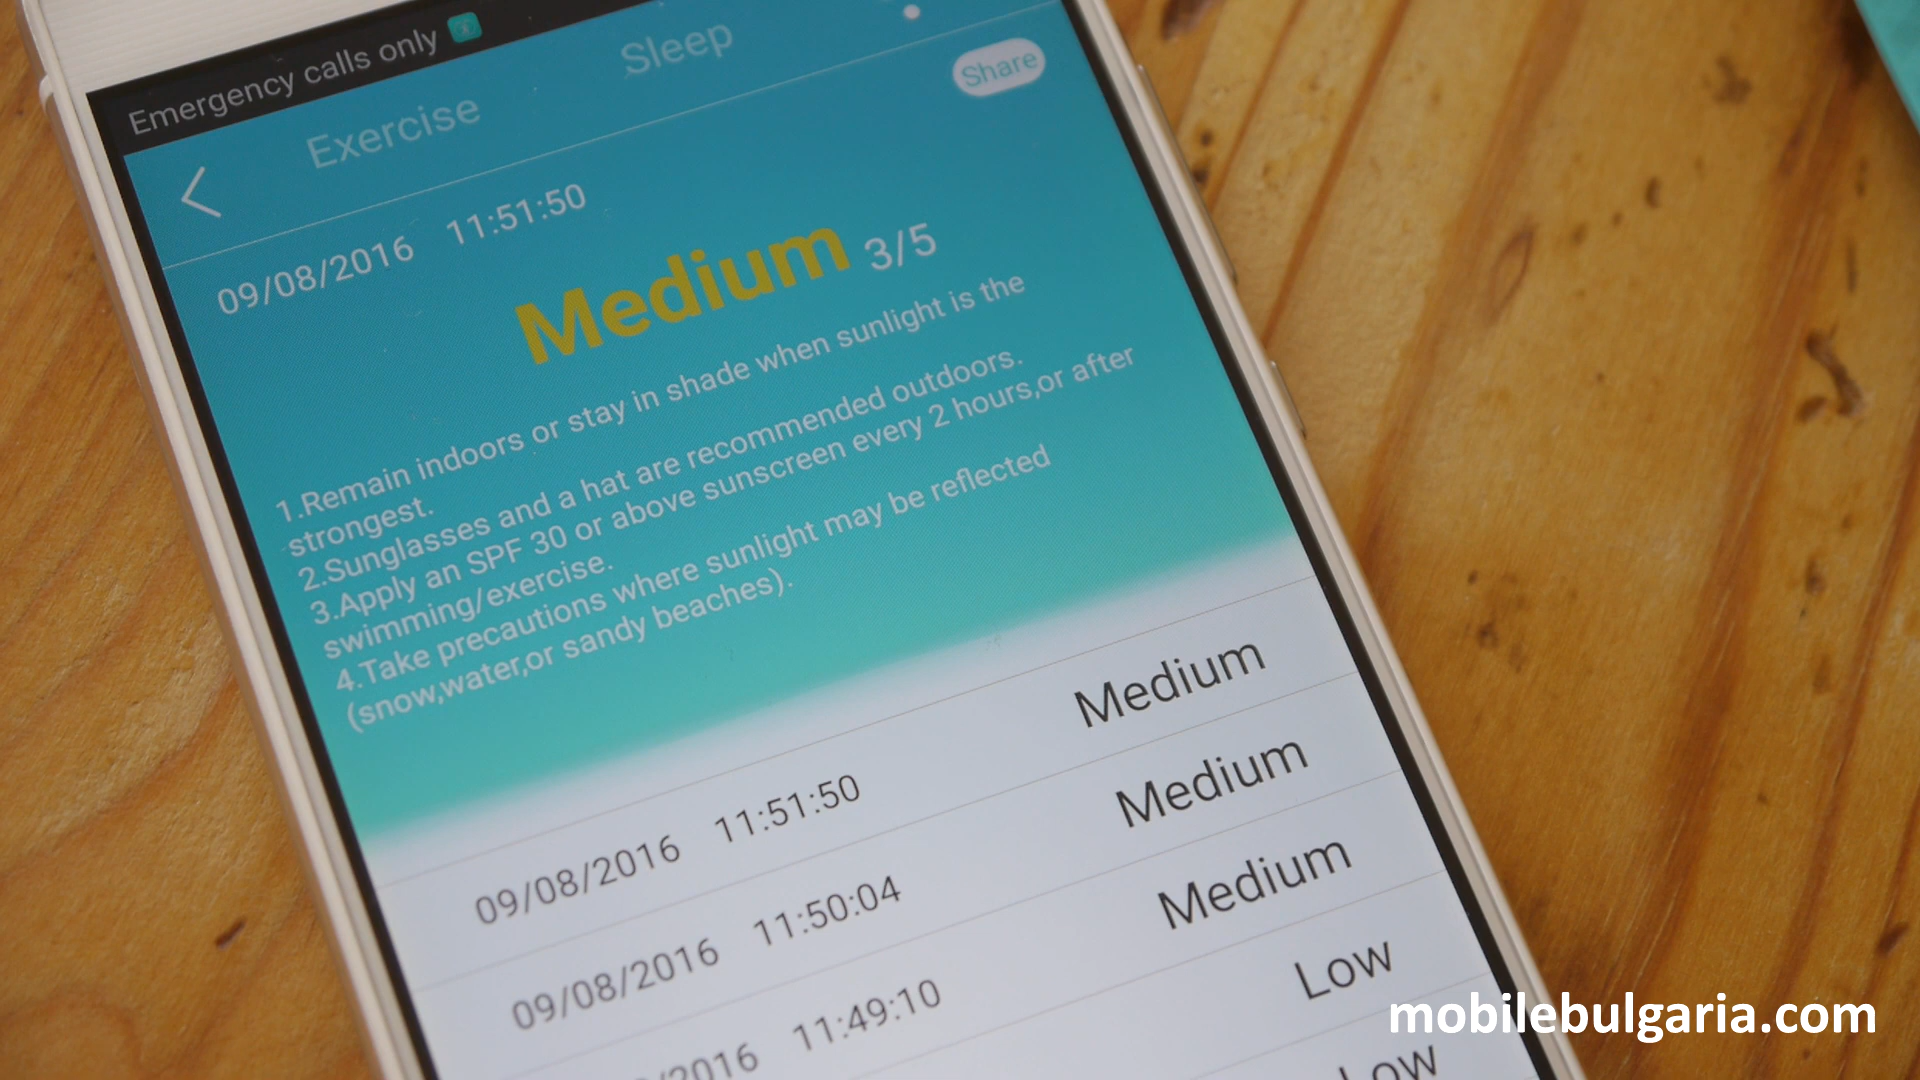 Emergency calls only
Exercise Sleep
Share
09/08/2016 11:51:50
Medium 3/5
1.Remain indoors or stay in shade when sunlight is the
strongest.
2.Sunglasses and a hat are recommended outdoors.
3.Apply an SPF 30 or above sunscreen every 2 hours,or after
swimming/exercise.
4.Take precautions where sunlight may be reflected
(snow,water,or sandy beaches).
09/08/2016 11:51:50 Medium
09/08/2016 11:50:04 Medium
/2016 11:49:10 Medium
Low
Low
mobilebulgaria.com